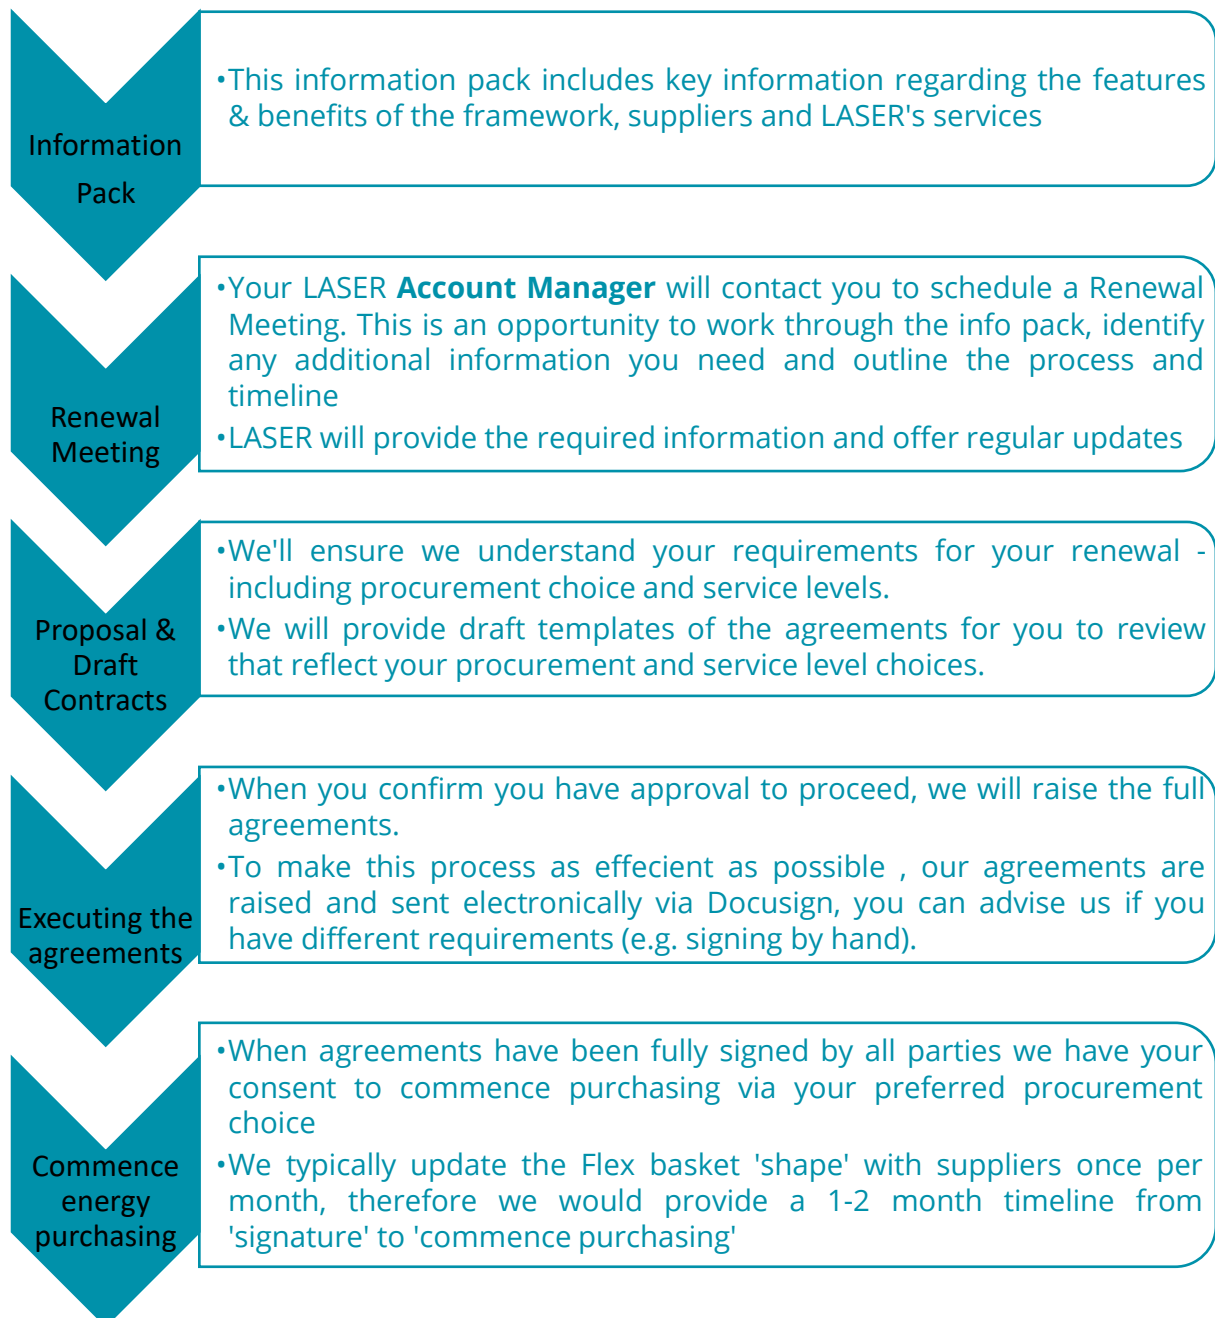 Information
Pack
•This information pack includes key information regarding the features
& benefits of the framework, suppliers and LASER's services
Renewal
Meeting
•Your LASER Account Manager will contact you to schedule a Renewal
Meeting. This is an opportunity to work through the info pack, identify
any additional information you need and outline the process and
timeline
•LASER will provide the required information and offer regular updates
Proposal &
Draft
Contracts
•We'll ensure we understand your requirements for your renewal -
including procurement choice and service levels.
•We will provide draft templates of the agreements for you to review
that reflect your procurement and service level choices.
Executing the
agreements
•When you confirm you have approval to proceed, we will raise the full
agreements.
•To make this process as effecient as possible , our agreements are
raised and sent electronically via Docusign, you can advise us if you
have different requirements (e.g. signing by hand).
Commence
energy
purchasing
•When agreements have been fully signed by all parties we have your
consent to commence purchasing via your preferred procurement
choice
•We typically update the Flex basket 'shape' with suppliers once per
month, therefore we would provide a 1-2 month timeline from
'signature' to 'commence purchasing'